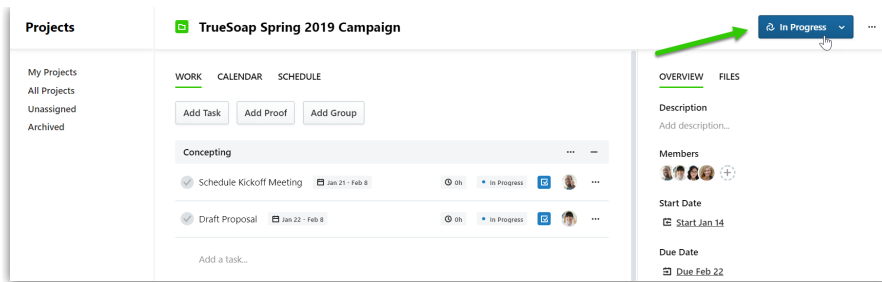 Projects
TrueSoap Spring 2019 Campaign
In Progress
My Projects
All Projects
Unassigned
Archived
WORK CALENDAR SCHEDULE
Add Task Add Proof Add Group
Concepting
Schedule Kickoff Meeting Jan 21 - Feb 8 0h In Progress
Draft Proposal Jan 22 - Feb 8 0h In Progress
Add a task...
OVERVIEW FILES
Description
Add description...
Members
Start Date
Start Jan 14
Due Date
Due Feb 22